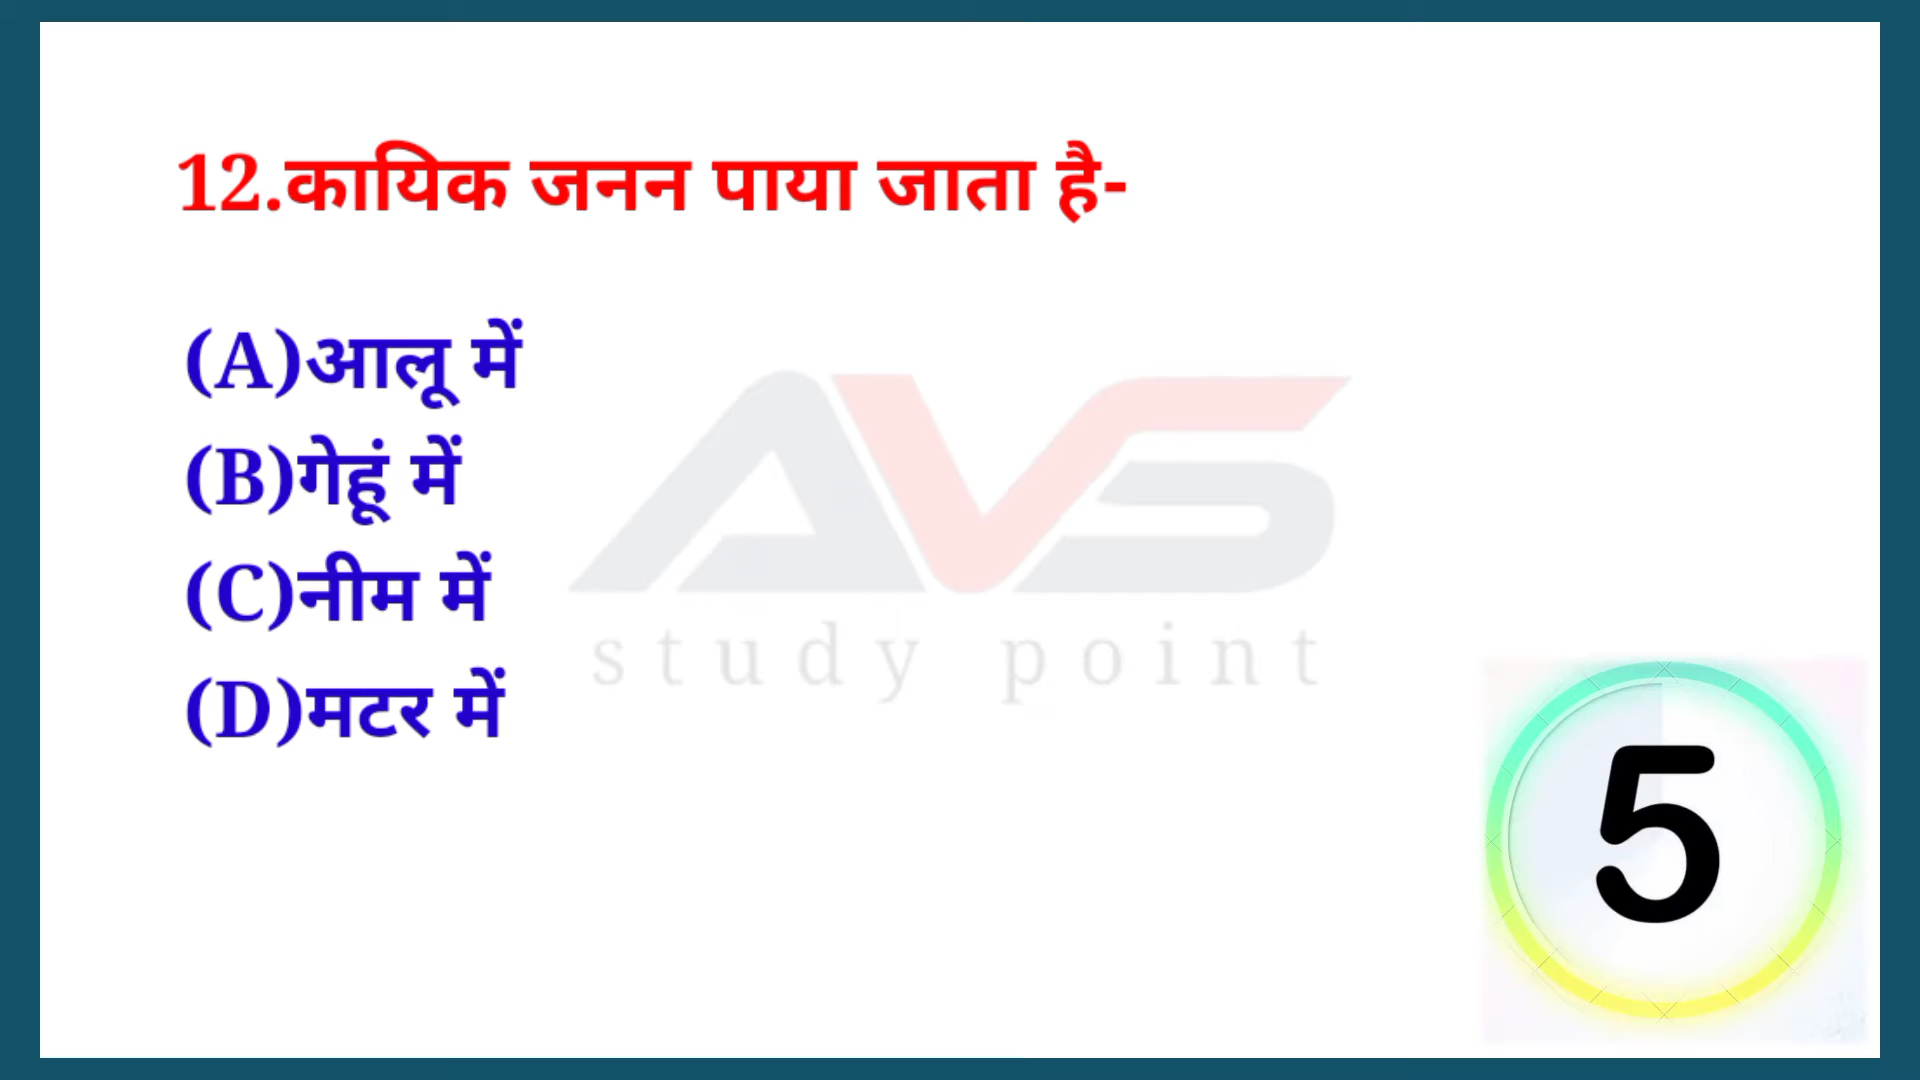 12.कायिक जनन पाया जाता है-
(A)आलू में
(B)गेहूं में
(C)नीम में
(D)मटर में
AVS
study point
5